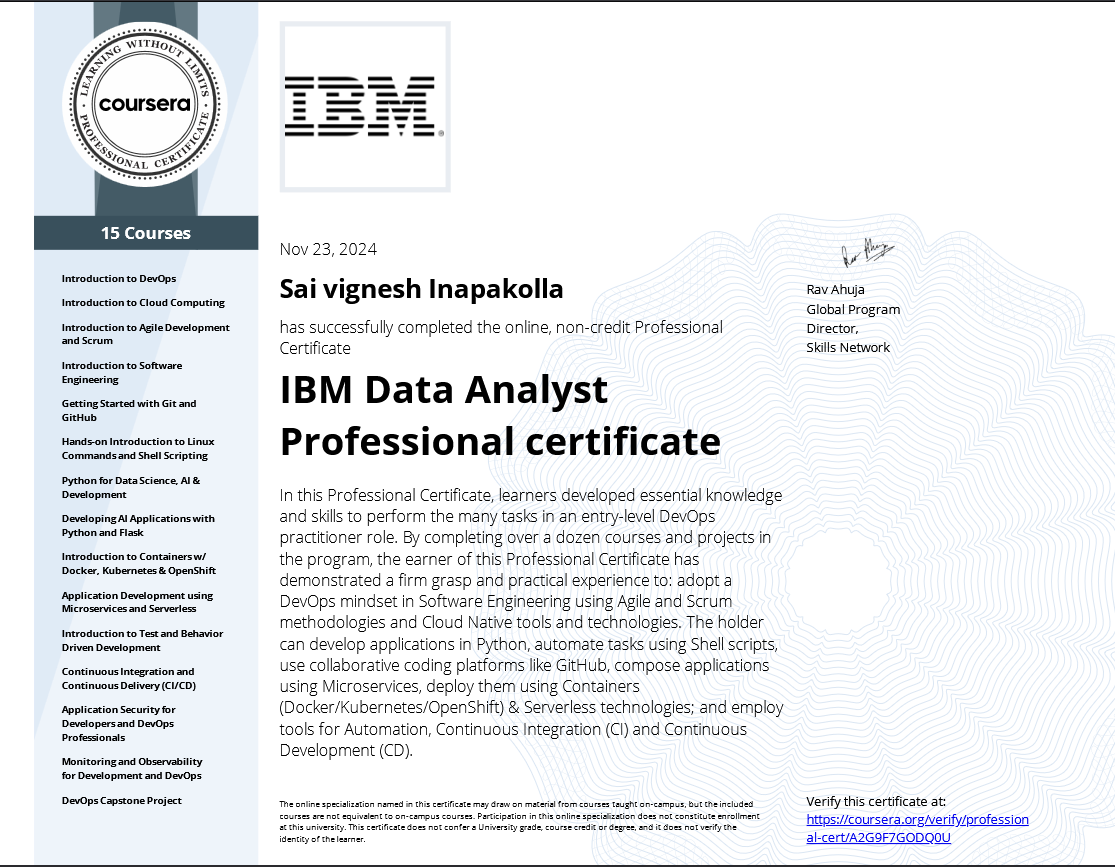 LEARNING WITHOUT LIMITS
coursera
PROFESSIONAL CERTIFICATE
15 Courses
Introduction to DevOps
Introduction to Cloud Computing
Introduction to Agile Development
and Scrum
Introduction to Software
Engineering
Getting Started with Git and
GitHub
Hands-on Introduction to Linux
Commands and Shell Scripting
Python for Data Science, AI &
Development
Developing AI Applications with
Python and Flask
Introduction to Containers w/
Docker, Kubernetes & OpenShift
Application Development using
Microservices and Serverless
Introduction to Test and Behavior
Driven Development
Continuous Integration and
Continuous Delivery (CI/CD)
Application Security for
Developers and DevOps
Professionals
Monitoring and Observability
for Development and DevOps
DevOps Capstone Project
IBM®
Nov 23, 2024
Sai vignesh Inapakolla
has successfully completed the online, non-credit Professional
Certificate
IBM Data Analyst
Professional certificate
In this Professional Certificate, learners developed essential knowledge
and skills to perform the many tasks in an entry-level DevOps
practitioner role. By completing over a dozen courses and projects in
the program, the earner of this Professional Certificate has
demonstrated a firm grasp and practical experience to: adopt a
DevOps mindset in Software Engineering using Agile and Scrum
methodologies and Cloud Native tools and technologies. The holder
can develop applications in Python, automate tasks using Shell scripts,
use collaborative coding platforms like GitHub, compose applications
using Microservices, deploy them using Containers
(Docker/Kubernetes/OpenShift) & Serverless technologies; and employ
tools for Automation, Continuous Integration (CI) and Continuous
Development (CD).
The online specialization named in this certificate may draw on material from courses taught on-campus, but the included
courses are not equivalent to on-campus courses. Participation in this online specialization does not constitute enrollment
at this university. This certificate does not confer a University grade, course credit or degree, and it does not verify the
identity of the learner.
Rav Ahuja
Rav Ahuja
Global Program
Director,
Skills Network
Verify this certificate at:
https://coursera.org/verify/profession
al-cert/A2G9F7GODQ0U